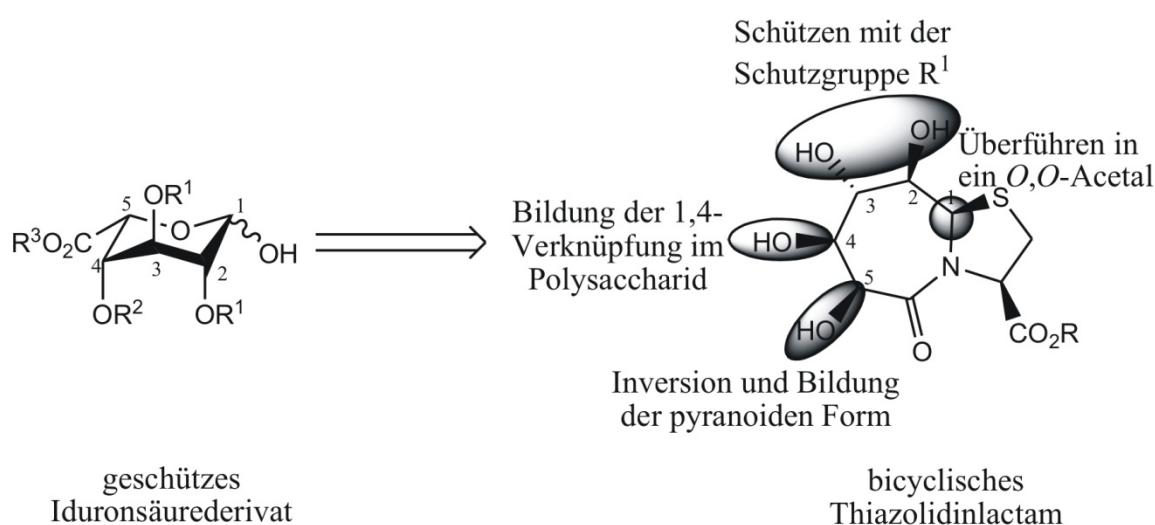 Schützen mit der
Schutzgruppe R¹
OH
HO
Überführen in
ein O,O-Acetal
S
1
2
3
Bildung der 1,4-
Verknüpfung im
Polysaccharid
HO
4
5
N
HO
O
CO₂R
Inversion und Bildung
der pyranoiden Form
OR¹
5
O
1
R³O₂C
OH
4
3
2
OR²
OR¹
geschütztes
Iduronsäurederivat
bicyclisches
Thiazolidinlactam